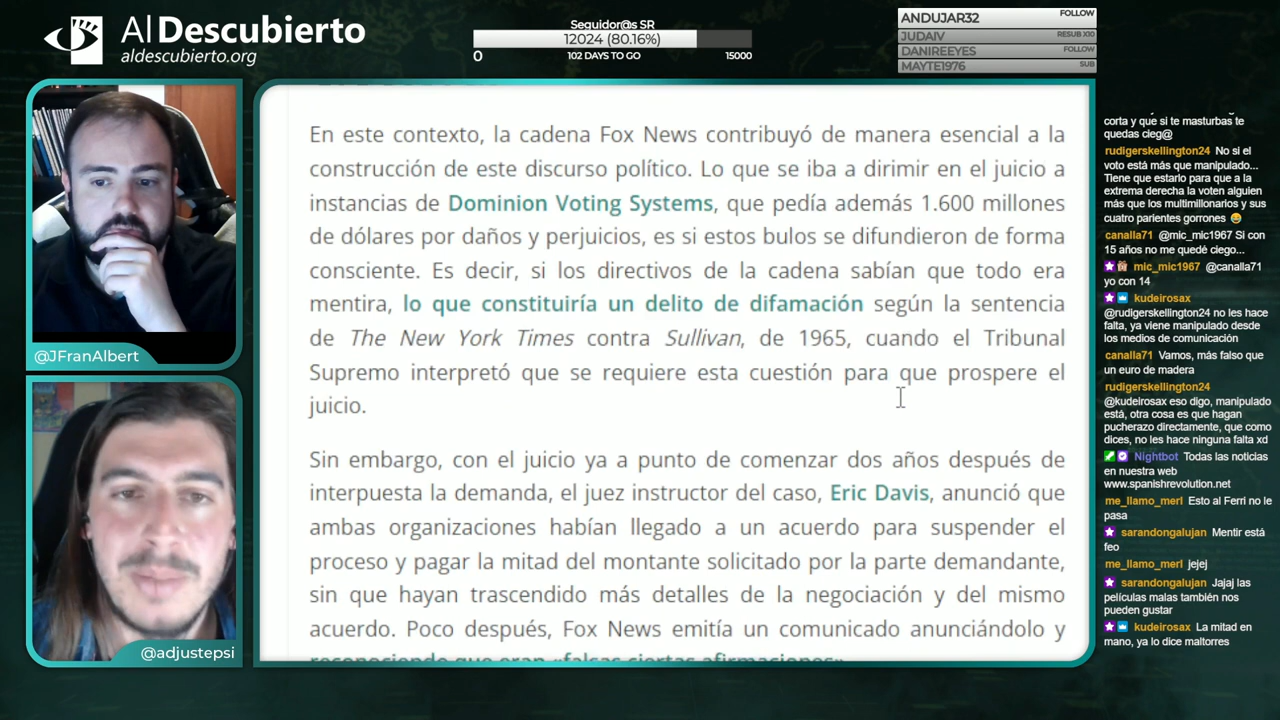 Al Descubierto
aldescubierto.org
Seguidor@s SR
12024 (80.16%)
0
102 DAYS TO GO
15000
ANDUJAR32 FOLLOW
JUDAIV RESUB X10
DANIREEYES FOLLOW
MAYTE1976 SUB
@JFranAlbert
@adjustepsi
En este contexto, la cadena Fox News contribuyó de manera esencial a la
construcción de este discurso político. Lo que se iba a dirimir en el juicio a
instancias de Dominion Voting Systems, que pedía además 1.600 millones
de dólares por daños y perjuicios, es si estos bulos se difundieron de forma
consciente. Es decir, si los directivos de la cadena sabían que todo era
mentira, lo que constituiría un delito de difamación según la sentencia
de The New York Times contra Sullivan, de 1965, cuando el Tribunal
Supremo interpretó que se requiere esta cuestión para que prospere el
juicio.
Sin embargo, con el juicio ya a punto de comenzar dos años después de
interpuesta la demanda, el juez instructor del caso, Eric Davis, anunció que
ambas organizaciones habían llegado a un acuerdo para suspender el
proceso y pagar la mitad del montante solicitado por la parte demandante,
sin que hayan trascendido más detalles de la negociación y del mismo
acuerdo. Poco después, Fox News emitía un comunicado anunciándolo y
reconociendo que eran «falsas ciertas afirmaciones».
corta y que si te masturbas te
quedas cieg@
rudigerskellington24 No si el
voto está más que manipulado...
Tiene que estarlo para que a la
extrema derecha la voten alguien
más que los multimillonarios y sus
cuatro parientes gorrones 😅
canalla71 @mic_mic1967 Si con
15 años no me quedé ciego...
mic_mic1967 @canalla71
yo con 14
kudeirosax
@rudigerskellington24 no les hace
falta, ya viene manipulado desde
los medios de comunicación
canalla71 Vamos, más falso que
un euro de madera
rudigerskellington24
@kudeirosax eso digo, manipulado
está, otra cosa es que hagan
pucherazo directamente, que como
dices, no les hace ninguna falta xd
Nightbot Todas las noticias
en nuestra web
www.spanishrevolution.net
me_llamo_merl Esto al Ferri no le
pasa
sarandongalujan Mentir está
feo
me_llamo_merl jejej
sarandongalujan Jajaj las
películas malas también nos
pueden gustar
kudeirosax La mitad en
mano, ya lo dice maltorres